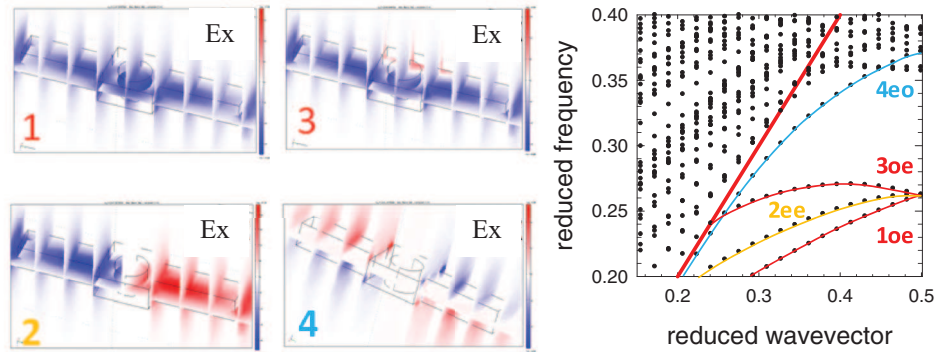 Ex
1
Ex
3
Ex
2
Ex
4
0.40
0.35
0.30
0.25
0.20
reduced frequency
4eo
3oe
2ee
1oe
0.2 0.3 0.4 0.5
reduced wavevector